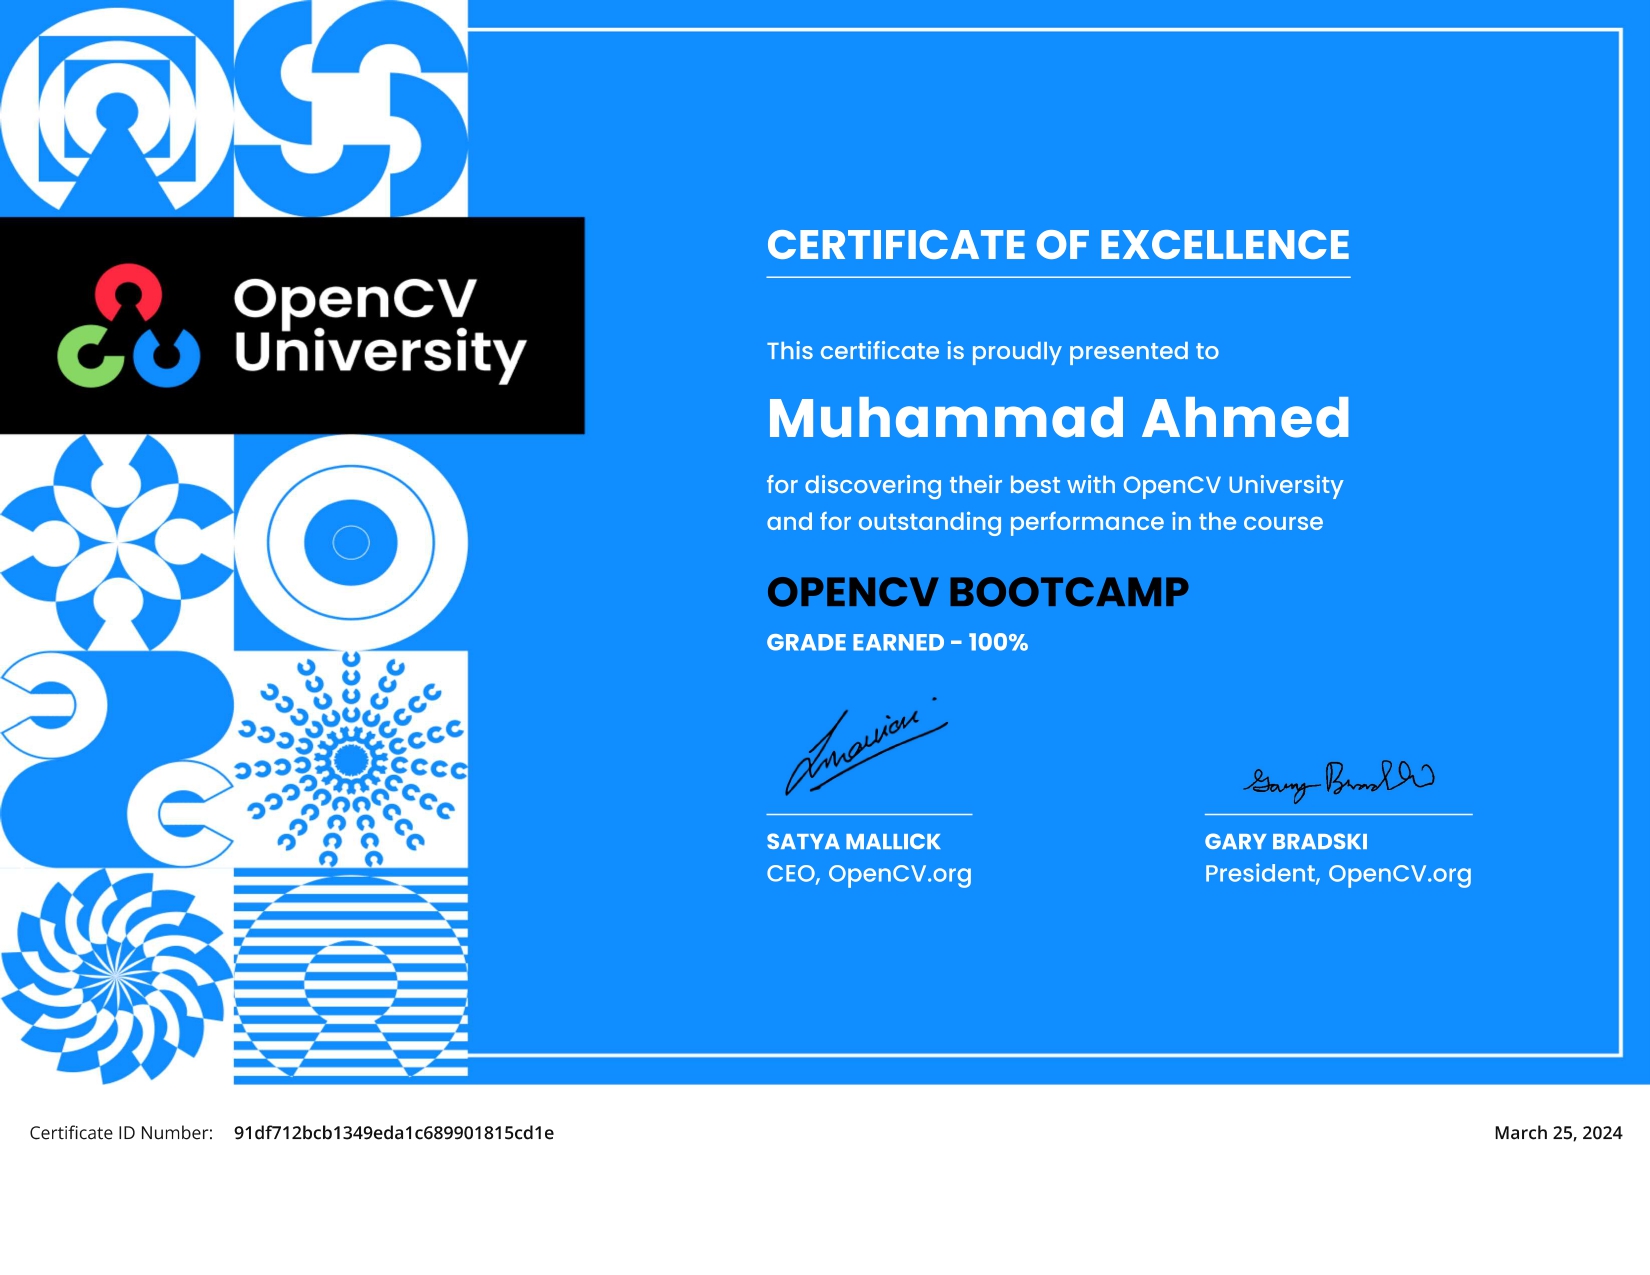 OpenCV
University
CERTIFICATE OF EXCELLENCE
This certificate is proudly presented to
Muhammad Ahmed
for discovering their best with OpenCV University
and for outstanding performance in the course
OPENCV BOOTCAMP
GRADE EARNED - 100%
SATYA MALLICK
CEO, OpenCV.org
Gary Bradski
GARY BRADSKI
President, OpenCV.org
Certificate ID Number: 91df712bcb1349eda1c689901815cd1e
March 25, 2024